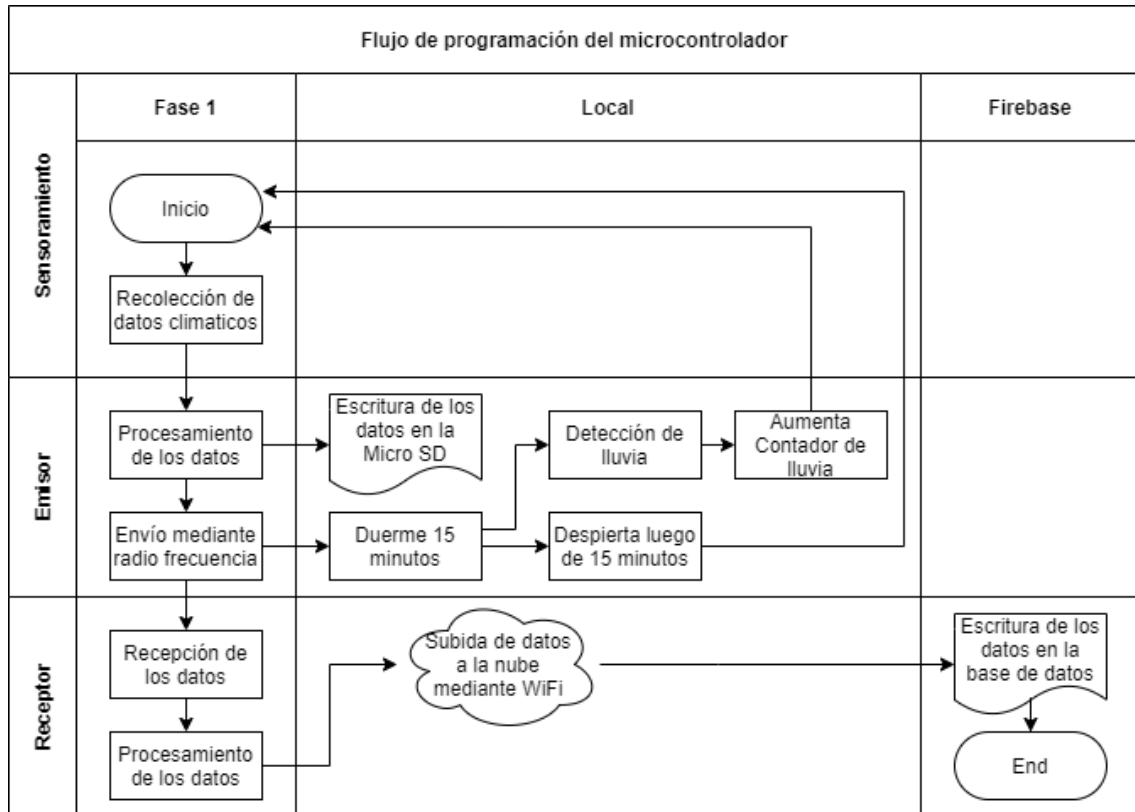 Flujo de programación del microcontrolador
Fase 1
Local
Firebase
Sensoramiento
Inicio
Recolección de
datos climaticos
Emisor
Procesamiento
de los datos
Escritura de los
datos en la
Micro SD
Detección de
lluvia
Aumenta
Contador de
lluvia
Envío mediante
radio frecuencia
Duerme 15
minutos
Despierta luego
de 15 minutos
Receptor
Recepción de
los datos
Subida de datos
a la nube
mediante WiFi
Escritura de los
datos en la
base de datos
Procesamiento
de los datos
End